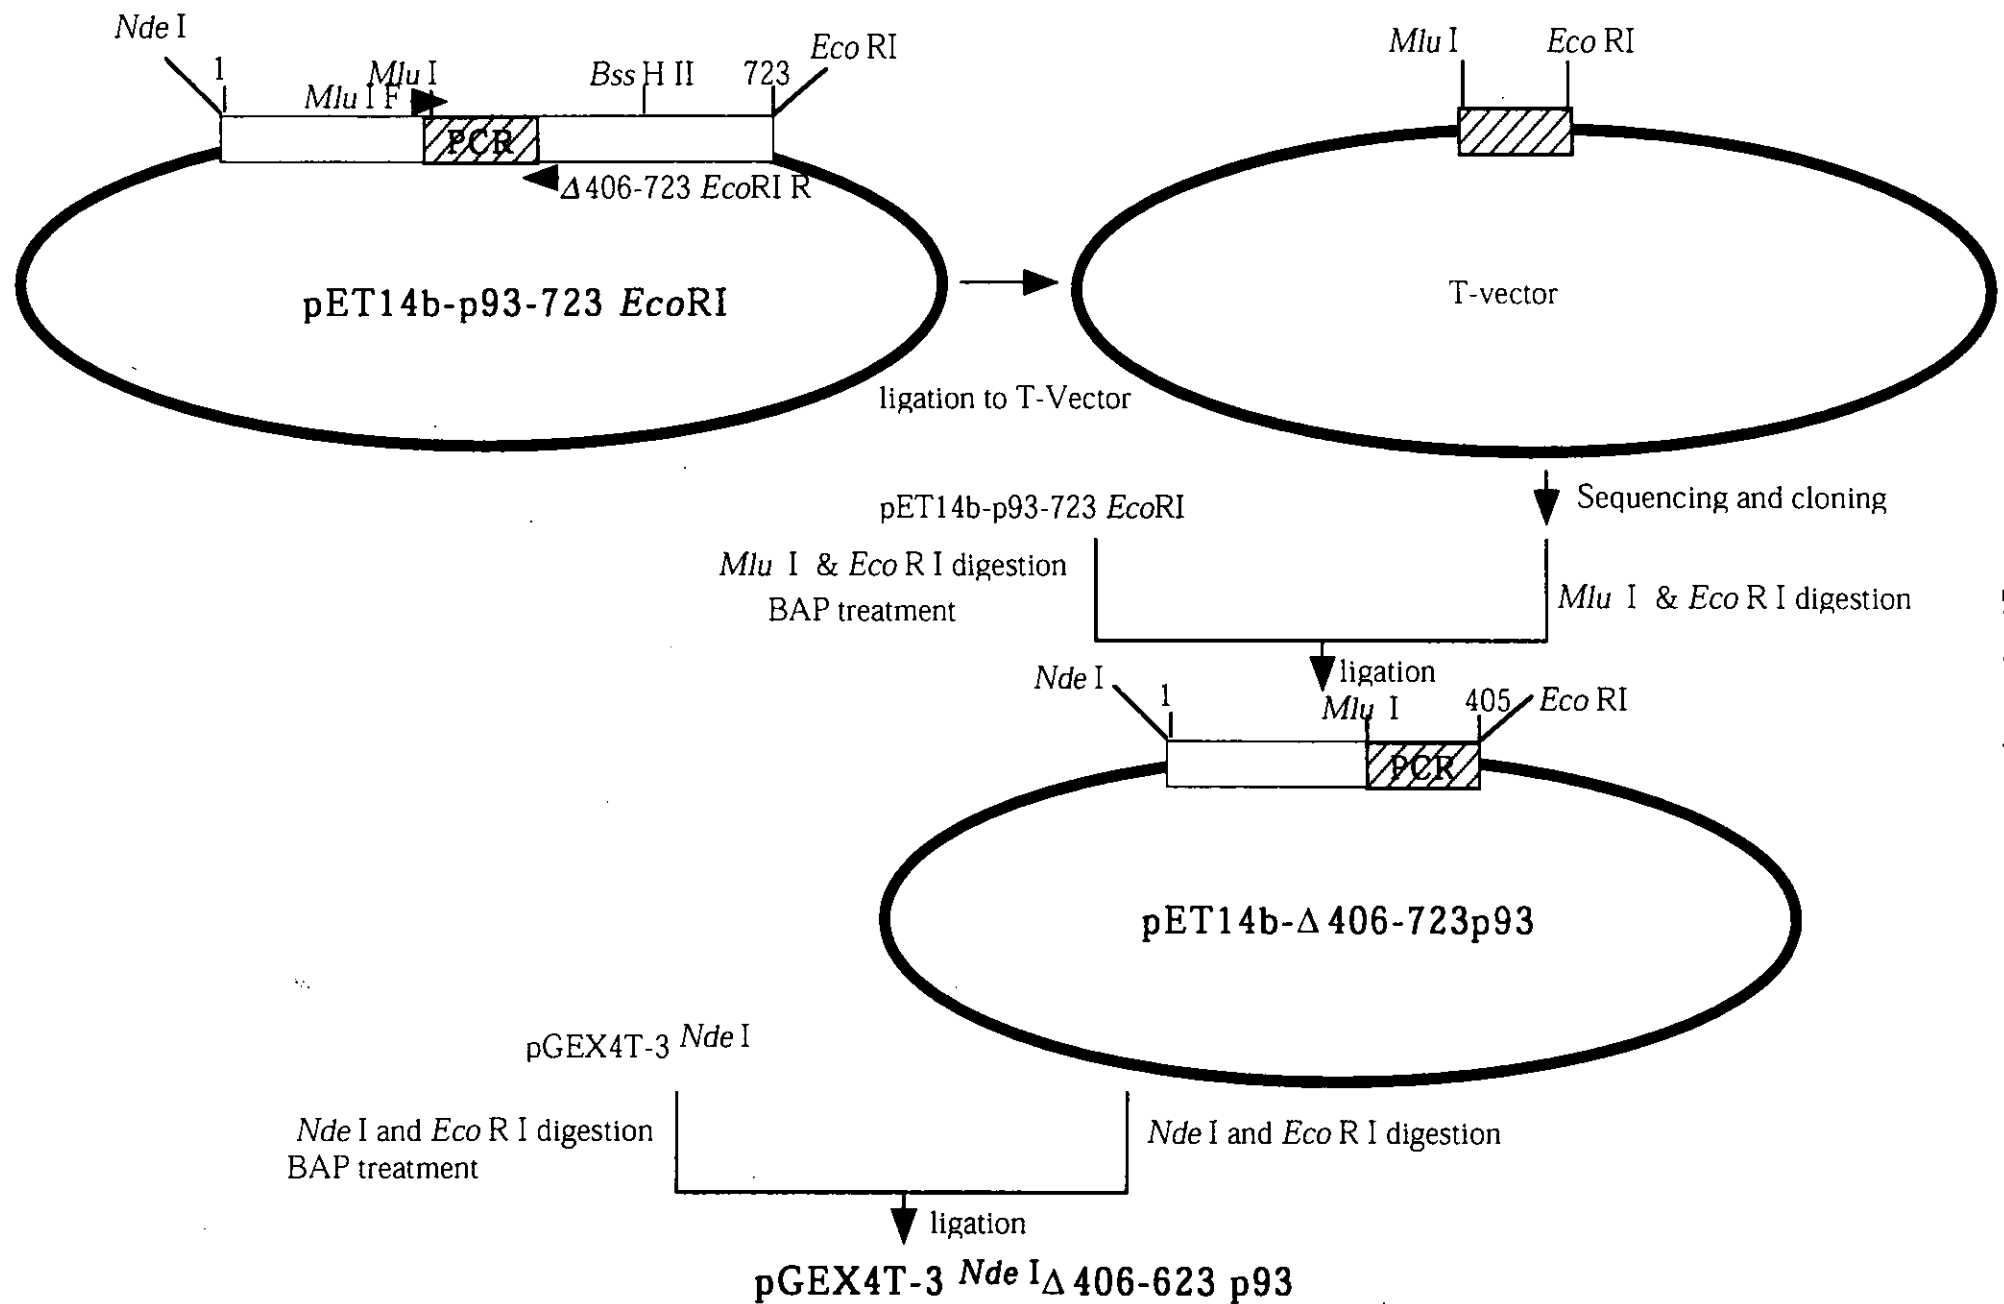 Nde I
1
Mlu I
Mlu I F
Bss H II
723
Eco RI
PCR
Δ406-723 EcoRI R
pET14b-p93-723 EcoRI
Mlu I
Eco RI
T-vector
ligation to T-Vector
pET14b-p93-723 EcoRI
Mlu I & Eco R I digestion
BAP treatment
Sequencing and cloning
Mlu I & Eco R I digestion
ligation
Nde I
1
Mlu I
405
Eco RI
PCR
pET14b-Δ406-723p93
pGEX4T-3 Nde I
Nde I and Eco R I digestion
BAP treatment
Nde I and Eco R I digestion
ligation
pGEX4T-3 Nde I Δ406-623 p93